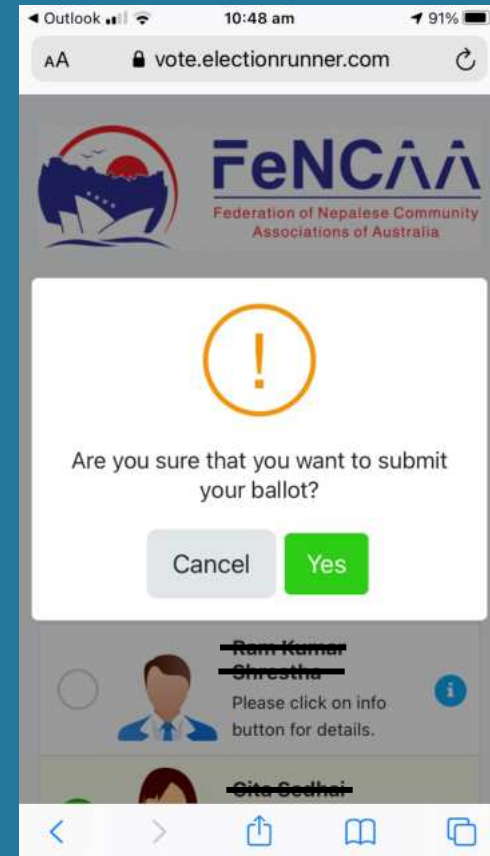 Outlook 10:48 am 91%
AA vote.electionrunner.com
FeNCAA
Federation of Nepalese Community
Associations of Australia
!
Are you sure that you want to submit
your ballot?
Cancel Yes
Ram Kumar
Shrestha
Please click on info
button for details.
i
Gita Sedhai